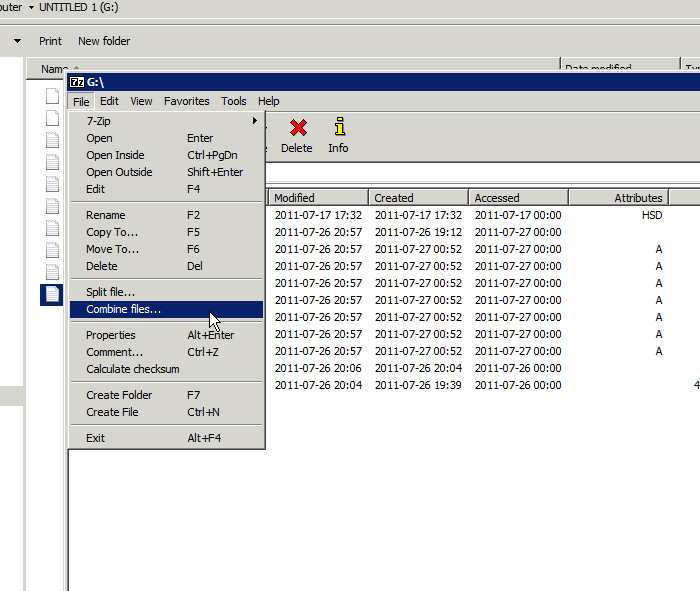 UNTITLED 1 (G:)
Print New folder
Name Date modified
G:\
File Edit View Favorites Tools Help
7-Zip
Open Enter
Open Inside Ctrl+PgDn
Open Outside Shift+Enter
Edit F4
Rename F2
Copy To... F5
Move To... F6
Delete Del
Split file...
Combine files...
Properties Alt+Enter
Comment... Ctrl+Z
Calculate checksum
Create Folder F7
Create File Ctrl+N
Exit Alt+F4
Delete Info
Modified Created Accessed Attributes
2011-07-17 17:32 2011-07-17 17:32 2011-07-17 00:00 HSD
2011-07-26 20:57 2011-07-26 19:12 2011-07-26 00:00
2011-07-26 20:57 2011-07-27 00:52 2011-07-27 00:00 A
2011-07-26 20:57 2011-07-27 00:52 2011-07-27 00:00 A
2011-07-26 20:57 2011-07-27 00:52 2011-07-27 00:00 A
2011-07-26 20:57 2011-07-27 00:52 2011-07-27 00:00 A
2011-07-26 20:57 2011-07-27 00:52 2011-07-27 00:00 A
2011-07-26 20:57 2011-07-27 00:52 2011-07-27 00:00 A
2011-07-26 20:57 2011-07-27 00:52 2011-07-27 00:00 A
2011-07-26 20:06 2011-07-26 20:04 2011-07-26 00:00
2011-07-26 20:04 2011-07-26 19:39 2011-07-26 00:00 4